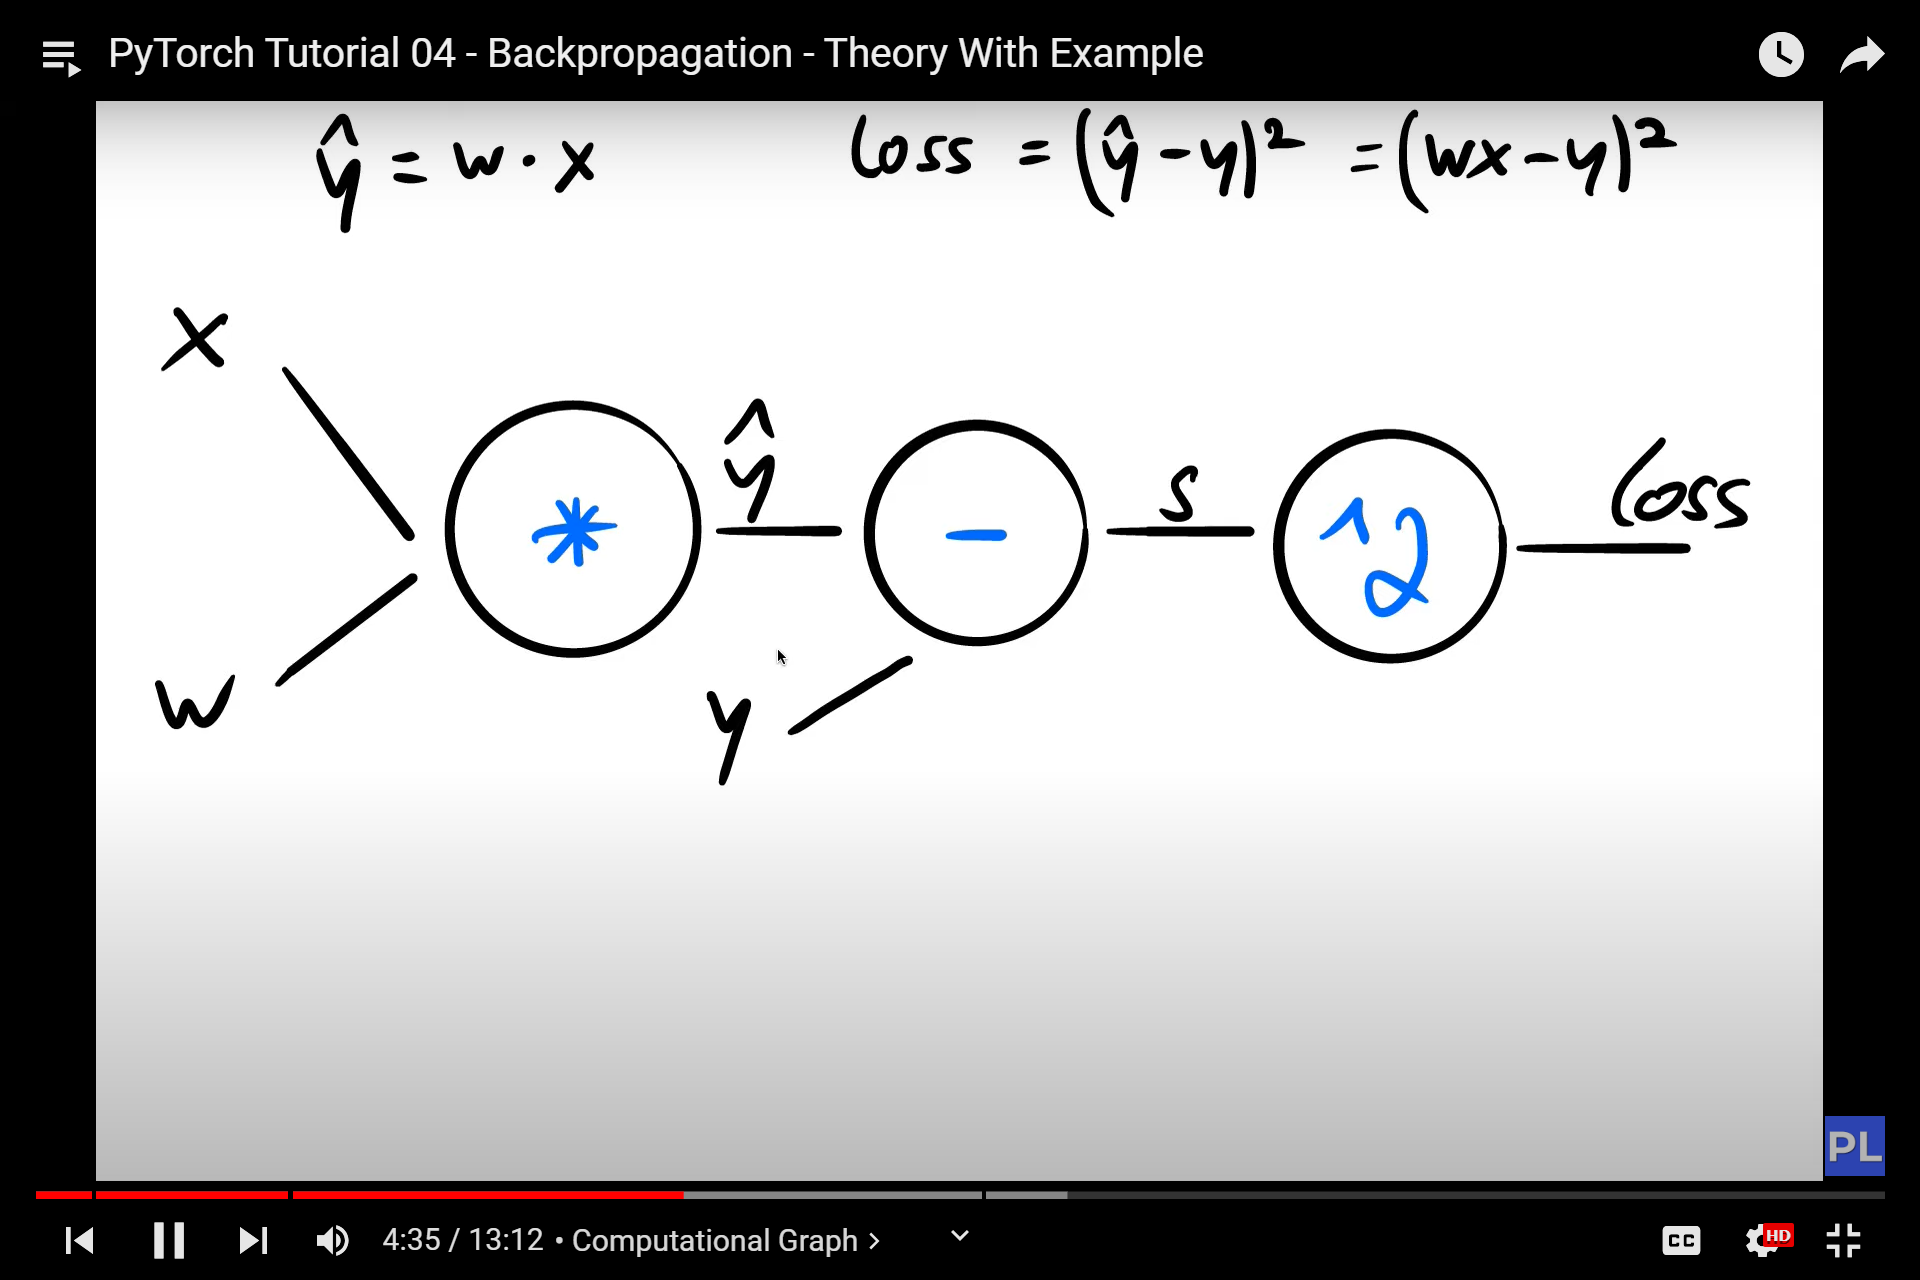 PyTorch Tutorial 04 - Backpropagation - Theory With Example
ŷ = w · x
Loss = (ŷ - y)² = (wx - y)²
x
ŷ
s
Loss
*
-
^2
w
y
PL
4:35 / 13:12 • Computational Graph >
CC
HD